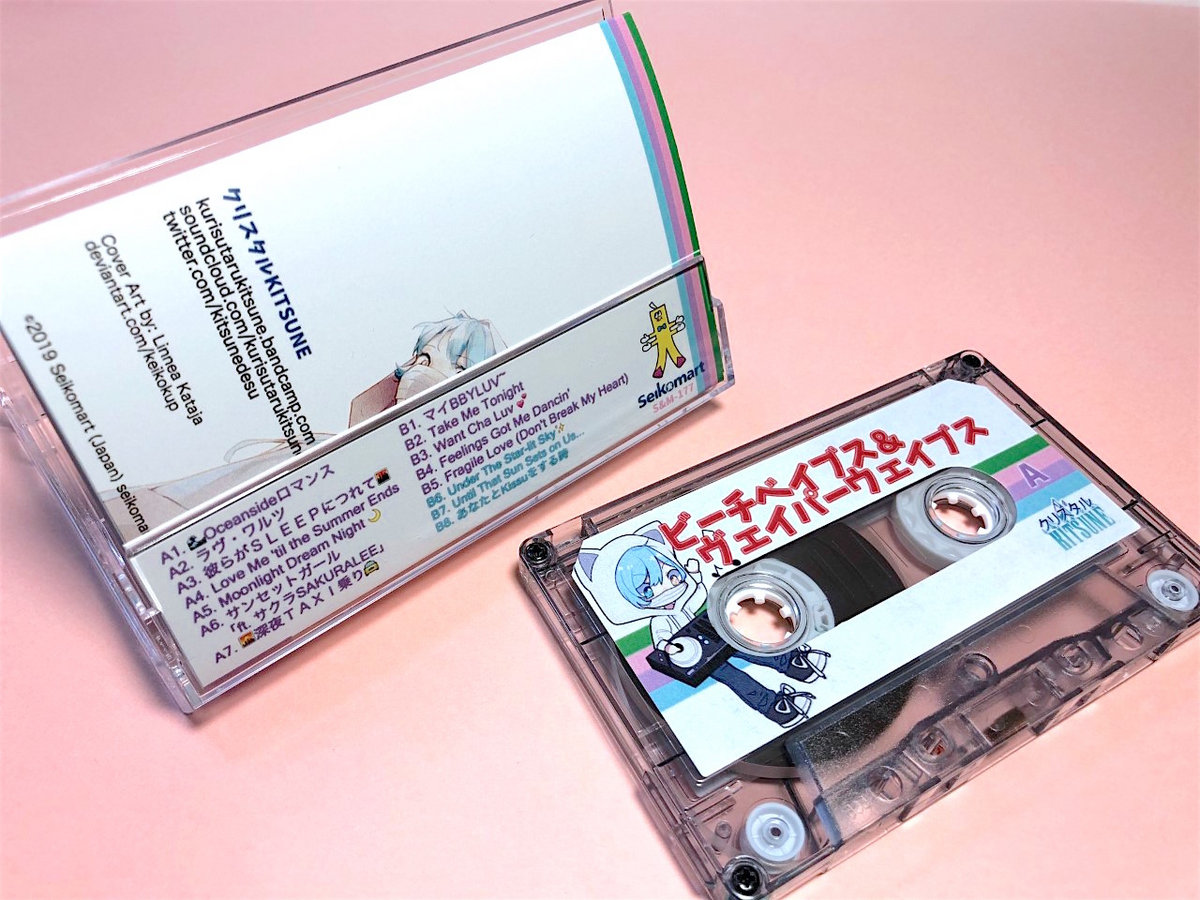 クリスタルKITSUNE
kurisutarukitsune.bandcamp.com
soundcloud.com/kurisutarukitsune
twitter.com/kitsunedesu
Cover Art by: Linnea Kataja
deviantart.com/keikokup
©2019 Seikomart (Japan) Seikoma
A1. Oceansideロマンス
A2. ラヴ・ワルツ
A3. 彼らがＳＬＥＥＰにつれて
A4. Love Me 'til the Summer Ends
A5. Moonlight Dream Night🌙
A6. サンセットガール
「ft. サクラSAKURALEE」
A7. 深夜ＴＡＸＩ乗り
B1. マイBBYLUV~
B2. Take Me Tonight
B3. Want Cha Luv
B4. Feelings Got Me Dancin'
B5. Fragile Love (Don't Break My Heart)
B6. Under The Star-lit Sky✨
B7. Until That Sun Sets on Us...
B8. あなたとKissuをする時
Seikomart
S&M-177
ビーチベイブス&
ヴェイパーウェイブス
A
クリスタル
KITSUNE